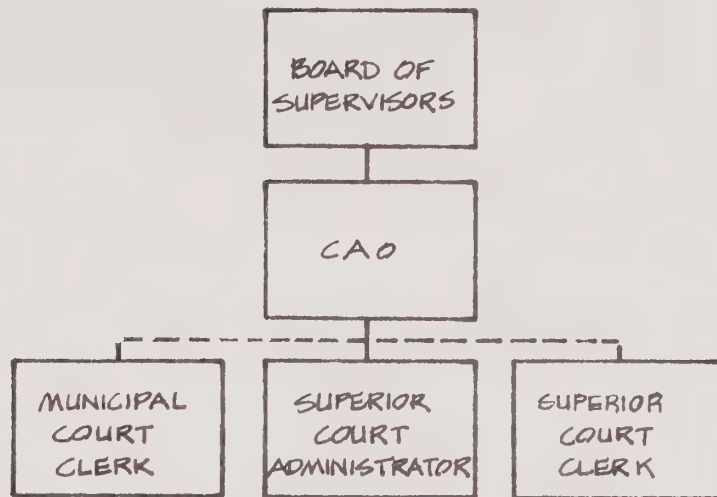 BOARD OF
SUPERVISORS
CAO
MUNICIPAL
COURT
CLERK
SUPERIOR
COURT
ADMINISTRATOR
SUPERIOR
COURT
CLERK